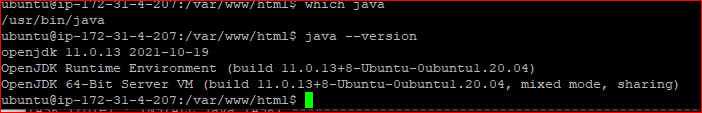 ubuntu@ip-172-31-4-207:/var/www/html$ which java
/usr/bin/java
ubuntu@ip-172-31-4-207:/var/www/html$ java --version
openjdk 11.0.13 2021-10-19
OpenJDK Runtime Environment (build 11.0.13+8-Ubuntu-0ubuntu1.20.04)
OpenJDK 64-Bit Server VM (build 11.0.13+8-Ubuntu-0ubuntu1.20.04, mixed mode, sharing)
ubuntu@ip-172-31-4-207:/var/www/html$